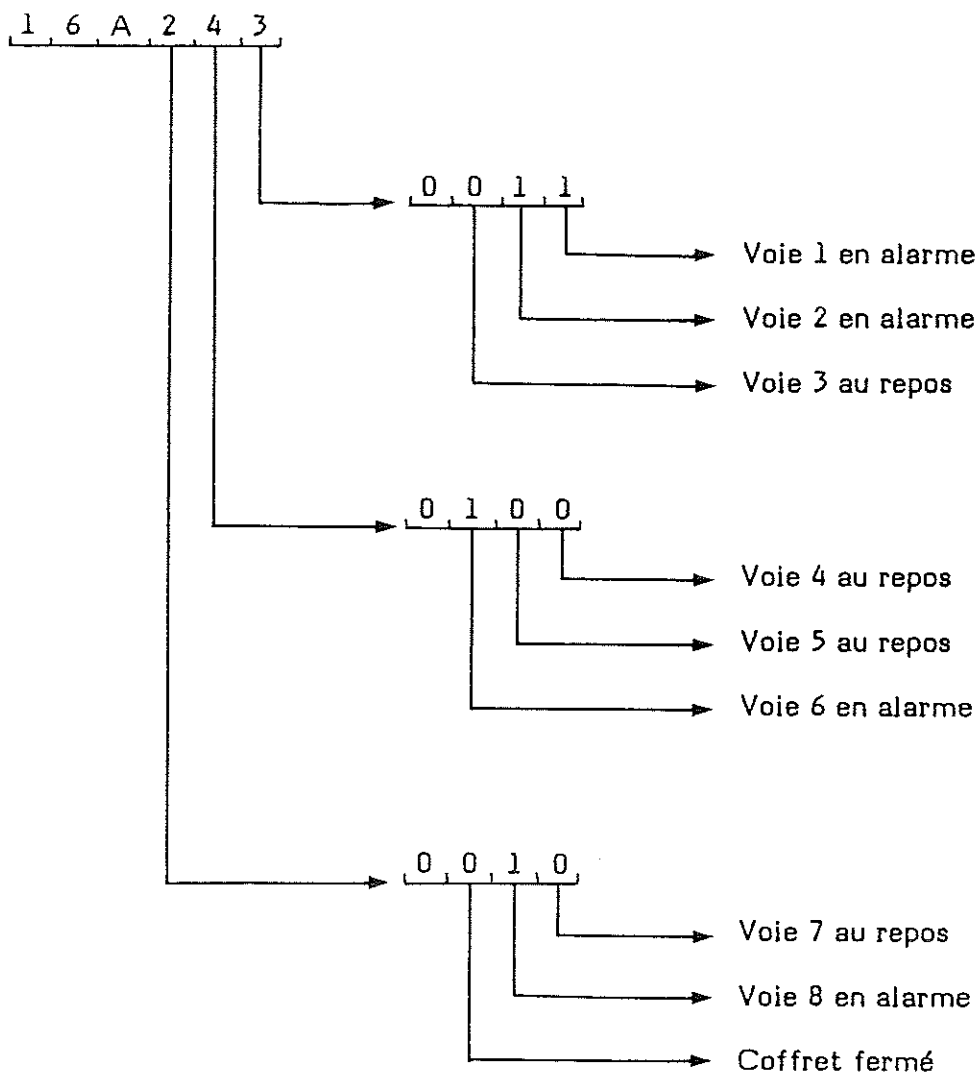 1 6 A 2 4 3
0 0 1 1
Voie 1 en alarme
Voie 2 en alarme
Voie 3 au repos
0 1 0 0
Voie 4 au repos
Voie 5 au repos
Voie 6 en alarme
0 0 1 0
Voie 7 au repos
Voie 8 en alarme
Coffret fermé